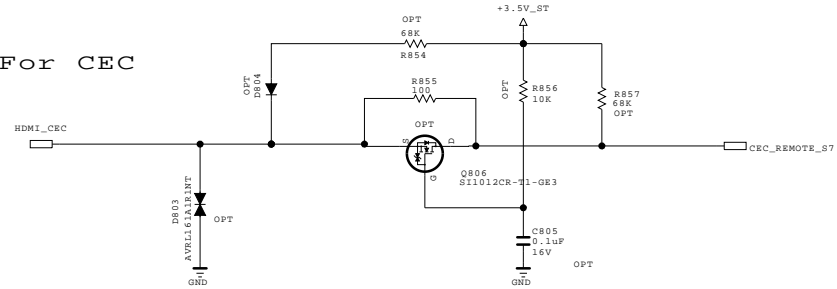 +3.5V_ST
OPT
68K
R854
For CEC
OPT
D804
R855
100
OPT
R856
10K
R857
68K
OPT
HDMI_CEC
OPT
S
D
G
CEC_REMOTE_S7
Q806
SI1012CR-T1-GE3
D803
AVRL161A1R1NT
OPT
C805
0.1uF
16V
OPT
GND
GND